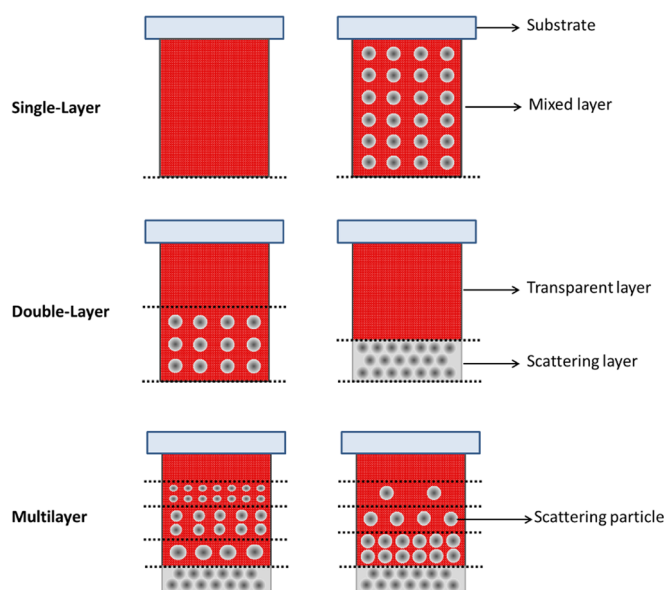 Substrate
Single-Layer
Mixed layer
Double-Layer
Transparent layer
Scattering layer
Multilayer
Scattering particle